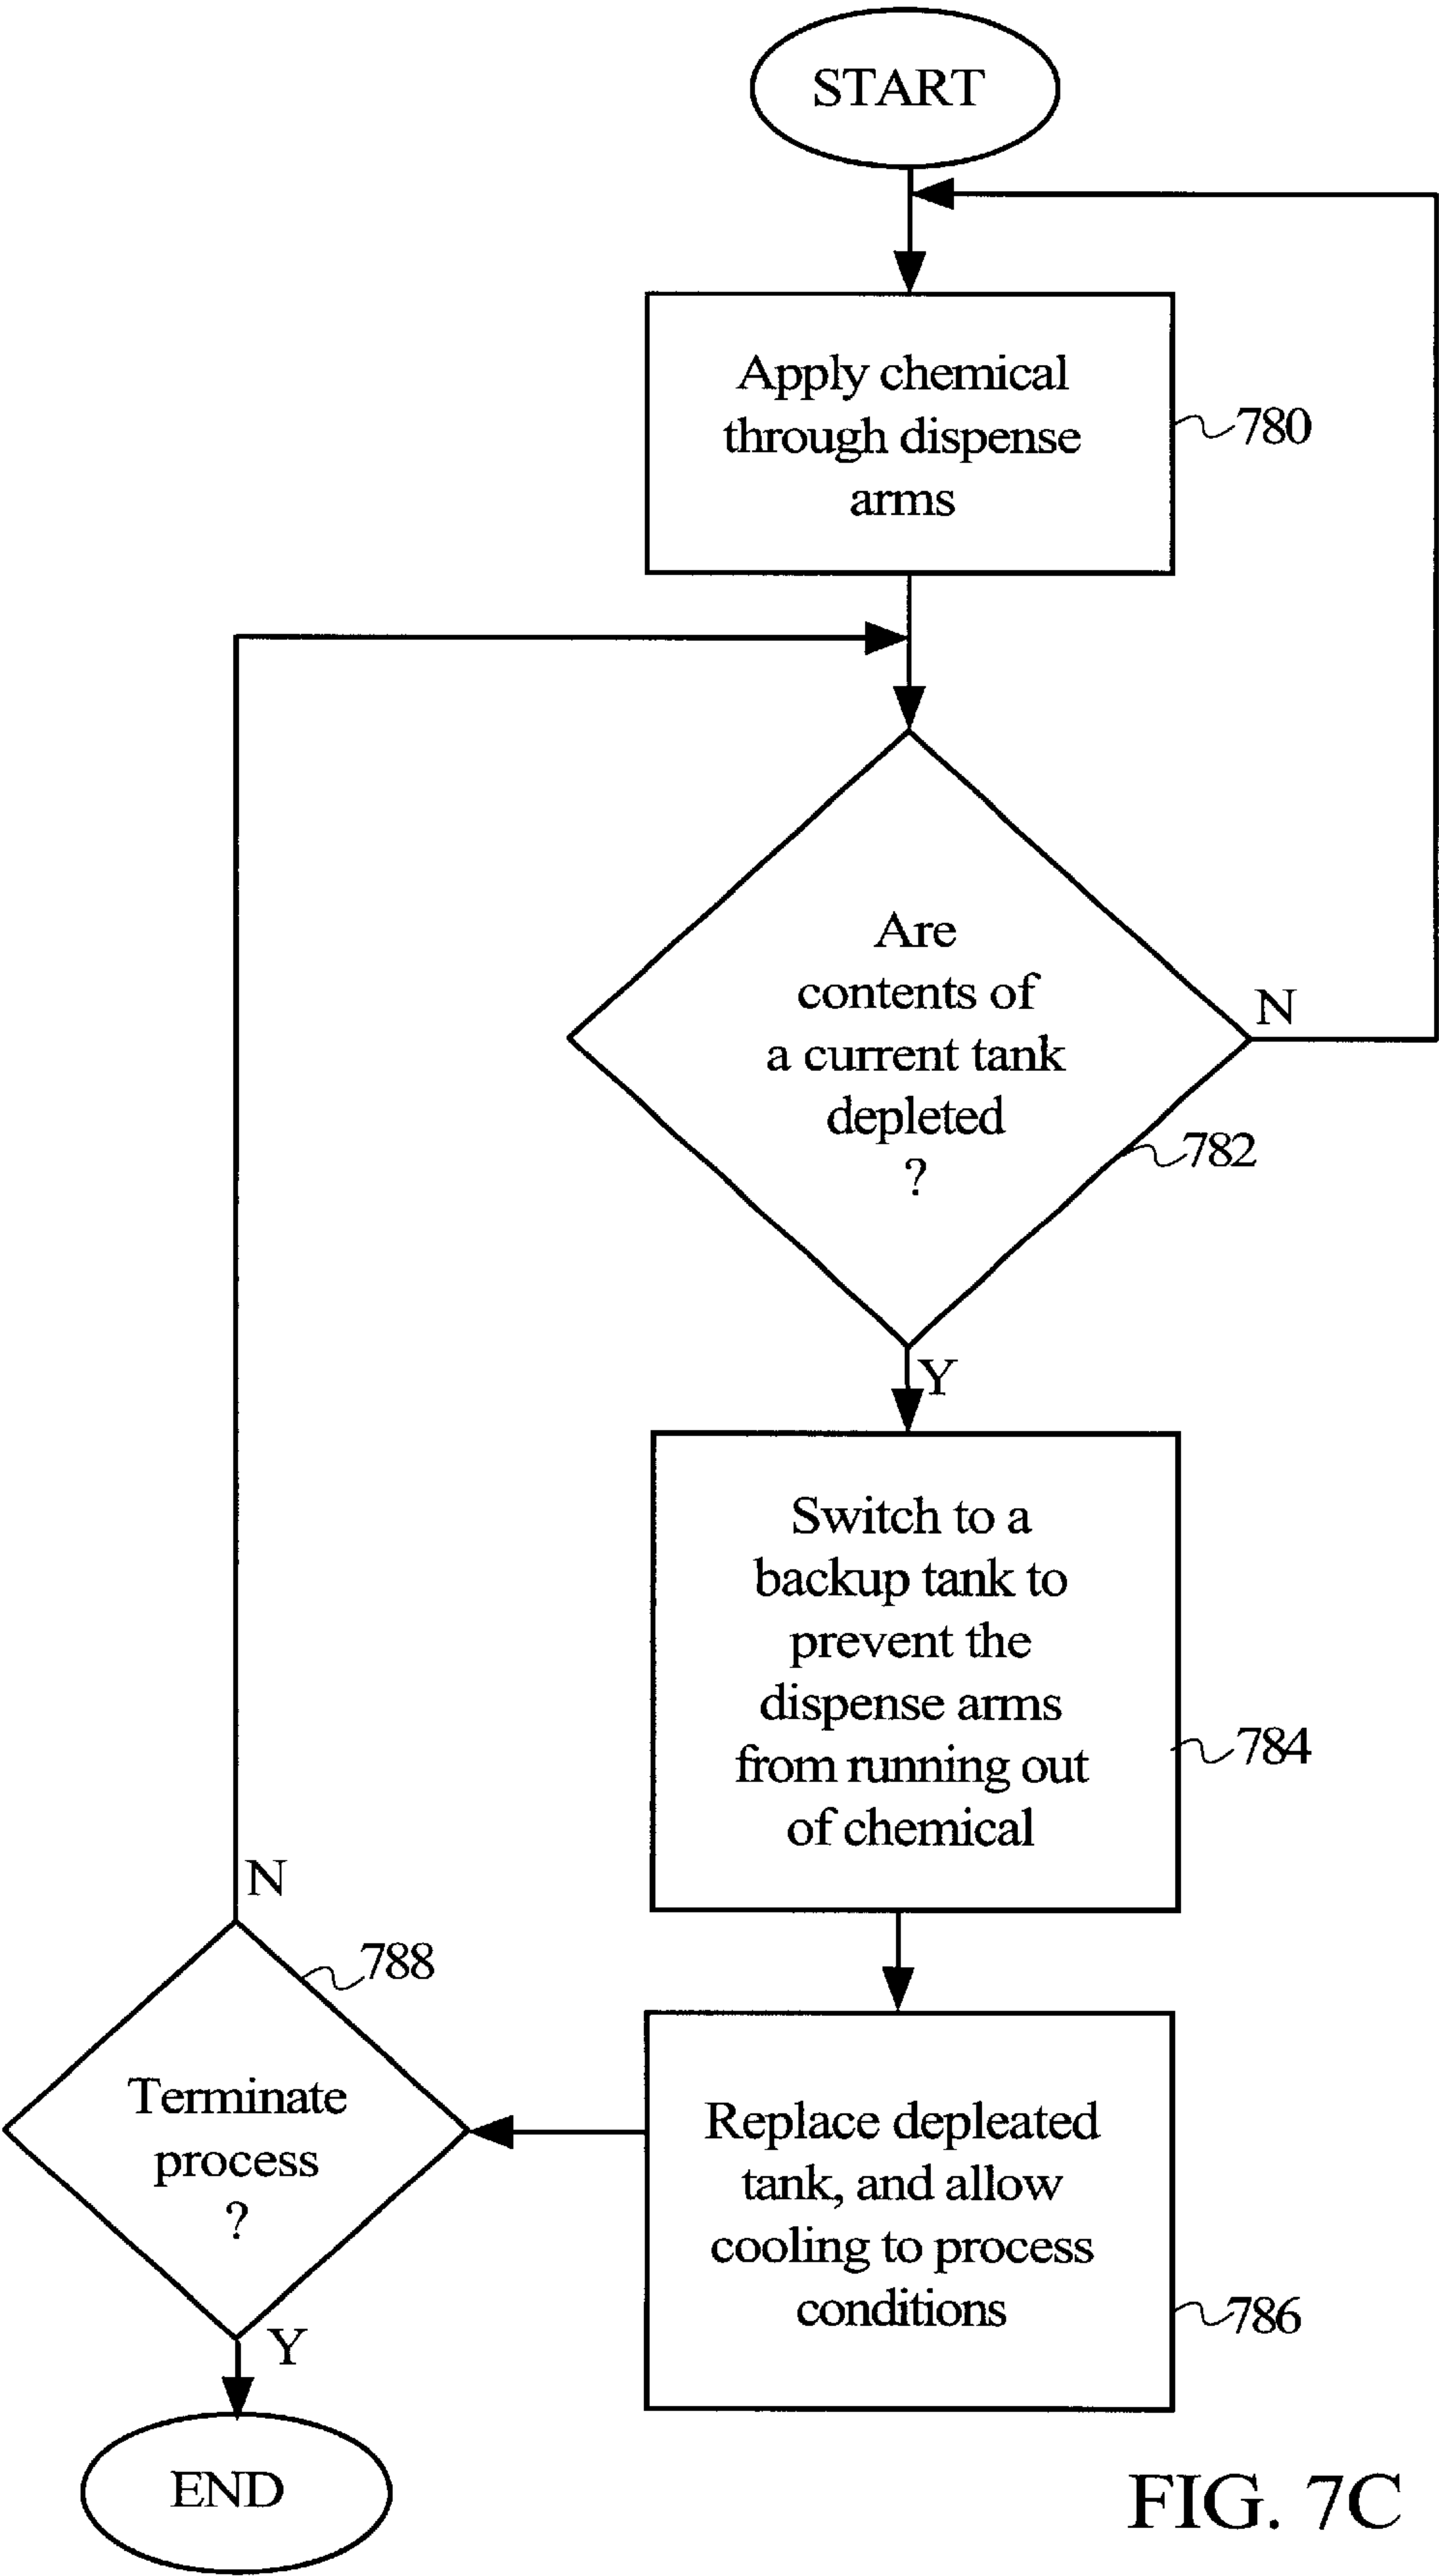 START
Apply chemical
through dispense
arms
780
Are
contents of
a current tank
depleted
?
N
782
Y
Switch to a
backup tank to
prevent the
dispense arms
from running out
of chemical
784
N
788
Terminate
process
?
Replace depleated
tank, and allow
cooling to process
conditions
786
Y
END
FIG. 7C